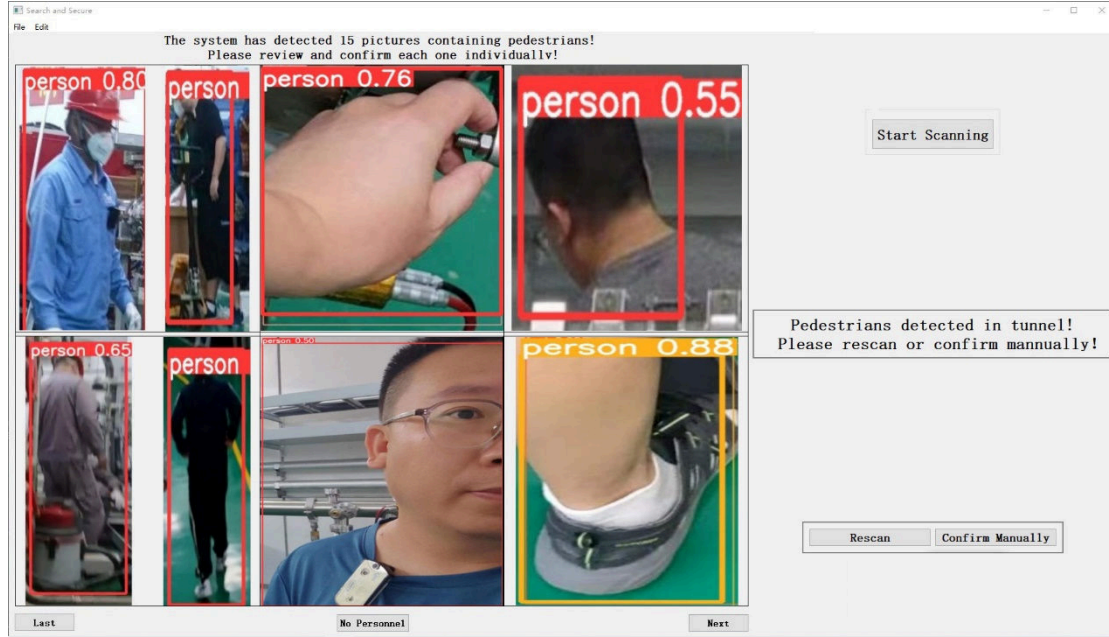 Search and Secure
File Edit
The system has detected 15 pictures containing pedestrians!
Please review and confirm each one individually!
person 0.80
person
person 0.76
person 0.55
Start Scanning
Pedestrians detected in tunnel!
Please rescan or confirm mannually!
person 0.65
person
person 0.50
person 0.88
Rescan
Confirm Manually
Last
No Personnel
Next